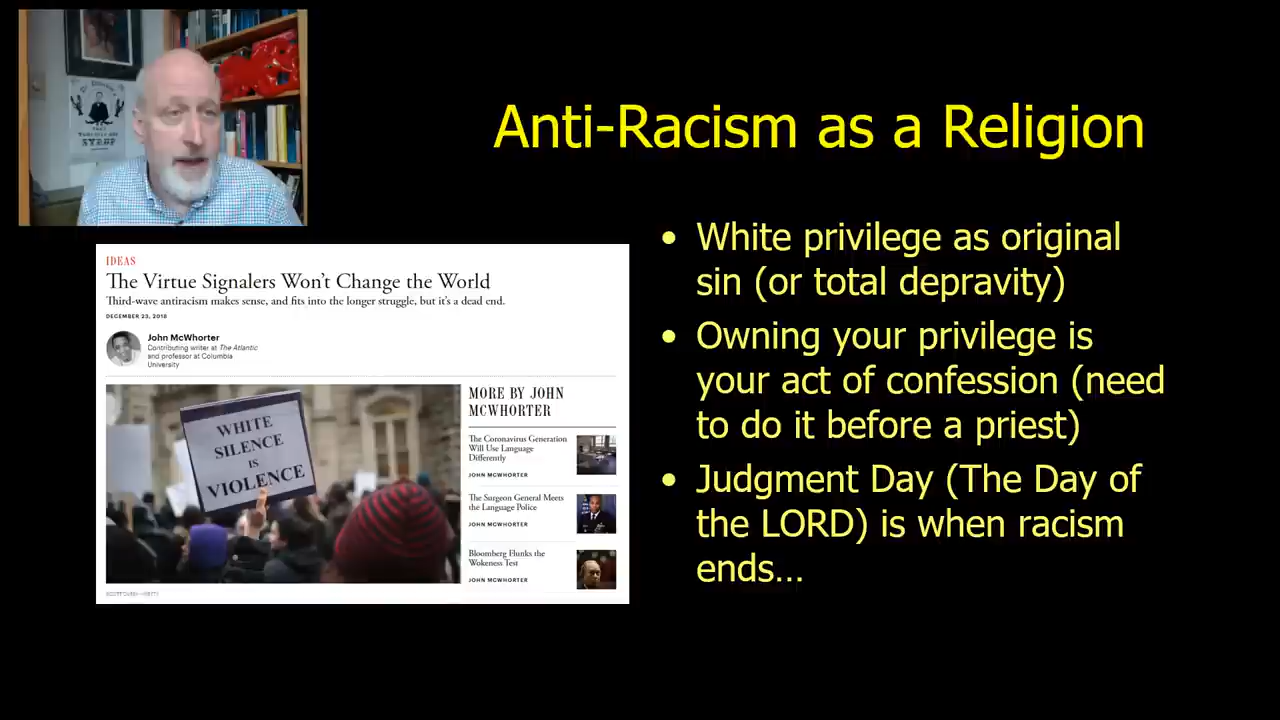 Anti-Racism as a Religion
SYRUP
IDEAS
The Virtue Signalers Won't Change the World
Third-wave antiracism makes sense, and fits into the longer struggle, but it's a dead end.
DECEMBER 23, 2018
John McWhorter
Contributing writer at The Atlantic
and professor at Columbia
University
WHITE
SILENCE
IS
VIOLENCE
MORE BY JOHN
MCWHORTER
The Coronavirus Generation
Will Use Language
Differently
JOHN MCWHORTER
The Surgeon General Meets
the Language Police
JOHN MCWHORTER
Bloomberg Flunks the
Wokeness Test
JOHN MCWHORTER
• White privilege as original
sin (or total depravity)
• Owning your privilege is
your act of confession (need
to do it before a priest)
• Judgment Day (The Day of
the LORD) is when racism
ends...